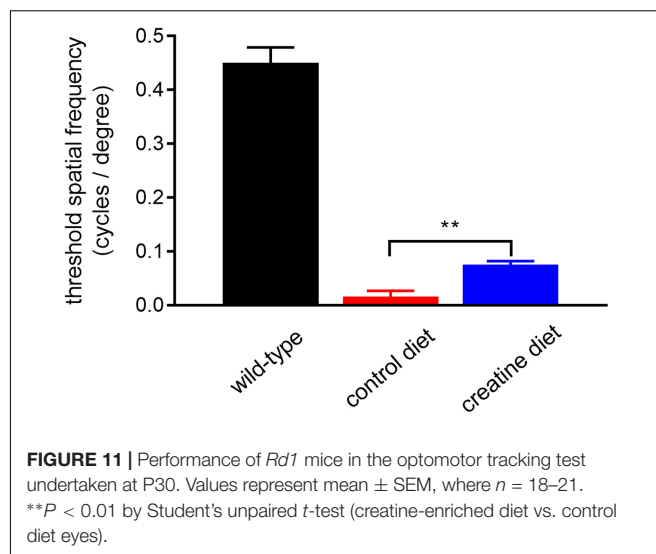 threshold spatial frequency
(cycles / degree)
0.5
0.4
0.3
0.2
0.1
0.0
**
wild-type
control diet
creatine diet
FIGURE 11 | Performance of Rd1 mice in the optomotor tracking test
undertaken at P30. Values represent mean ± SEM, where n = 18–21.
**P < 0.01 by Student's unpaired t-test (creatine-enriched diet vs. control
diet eyes).